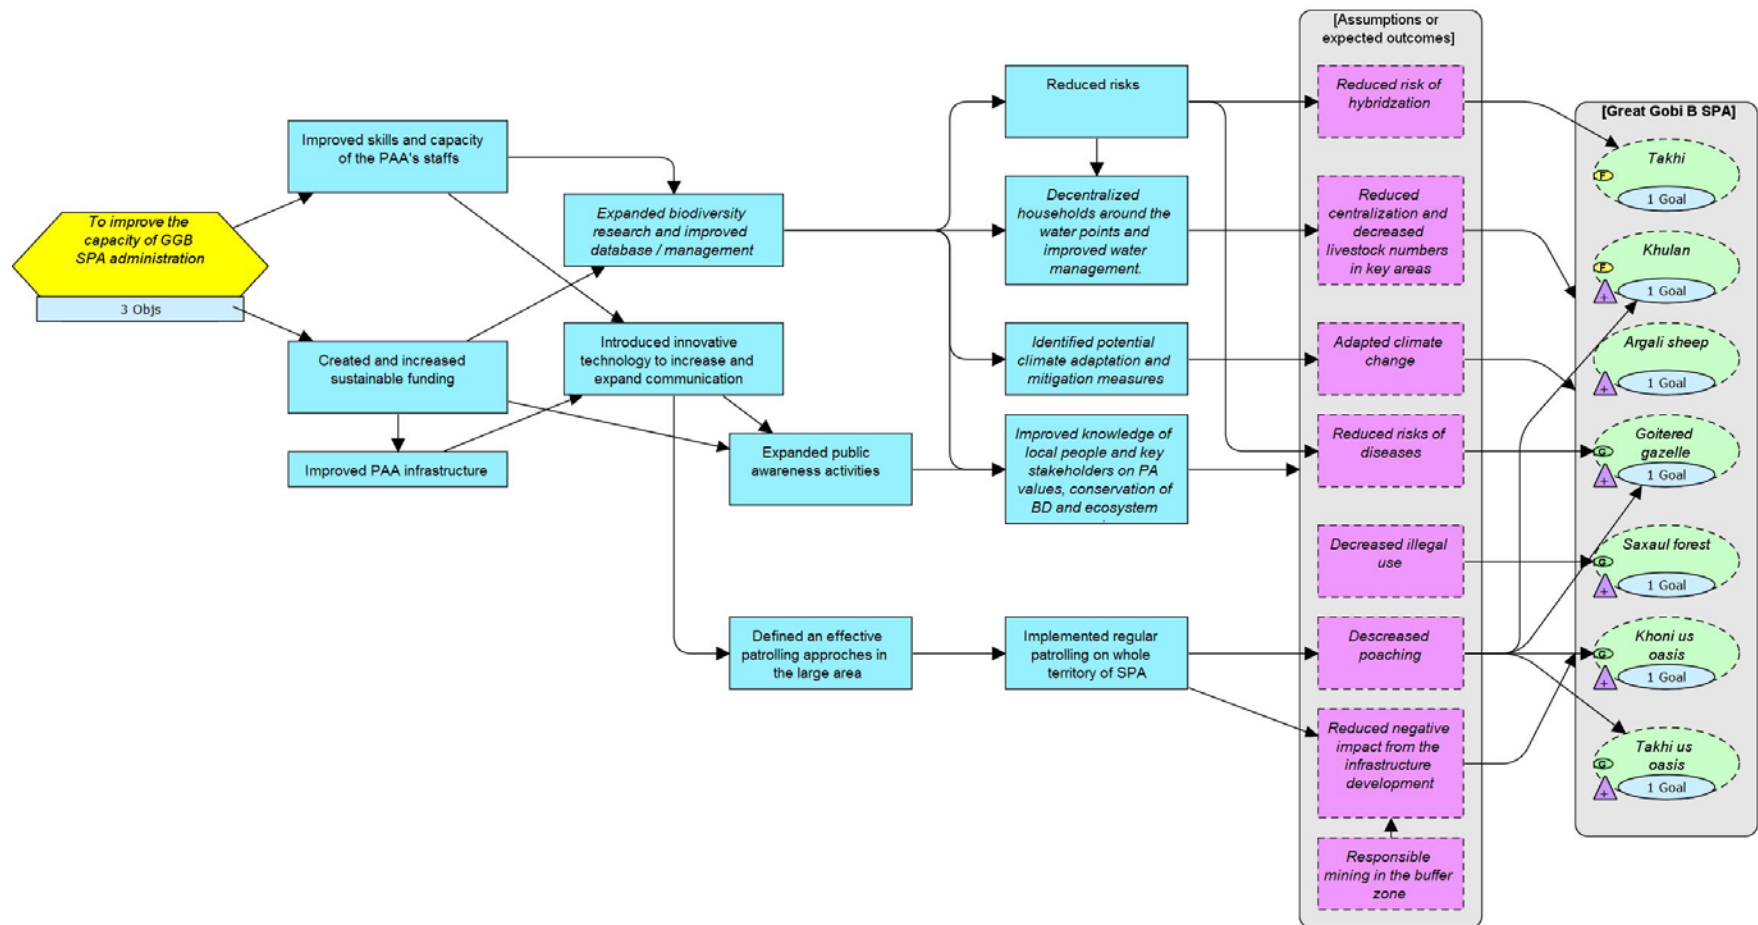 To improve the
capacity of GGB
SPA administration
3 Objs
Improved skills and capacity
of the PAA's staffs
Created and increased
sustainable funding
Improved PAA infrastructure
Expanded biodiversity
research and improved
database / management
Introduced innovative
technology to increase and
expand communication
Expanded public
awareness activities
Defined an effective
patrolling approches in
the large area
Reduced risks
Decentralized
households around the
water points and
improved water
management.
Identified potential
climate adaptation and
mitigation measures
Improved knowledge of
local people and key
stakeholders on PA
values, conservation of
BD and ecosystem
Implemented regular
patrolling on whole
territory of SPA
[Assumptions or
expected outcomes]
Reduced risk of
hybridzation
Reduced
centralization and
decreased
livestock numbers
in key areas
Adapted climate
change
Reduced risks of
diseases
Decreased illegal
use
Descreased
poaching
Reduced negative
impact from the
infrastructure
development
Responsible
mining in the buffer
zone
[Great Gobi B SPA]
Takhi
F
1 Goal
Khulan
F
+
1 Goal
Argali sheep
+
1 Goal
Goitered
gazelle
G
+
1 Goal
Saxaul forest
G
+
1 Goal
Khoni us
oasis
G
+
1 Goal
Takhi us
oasis
G
+
1 Goal